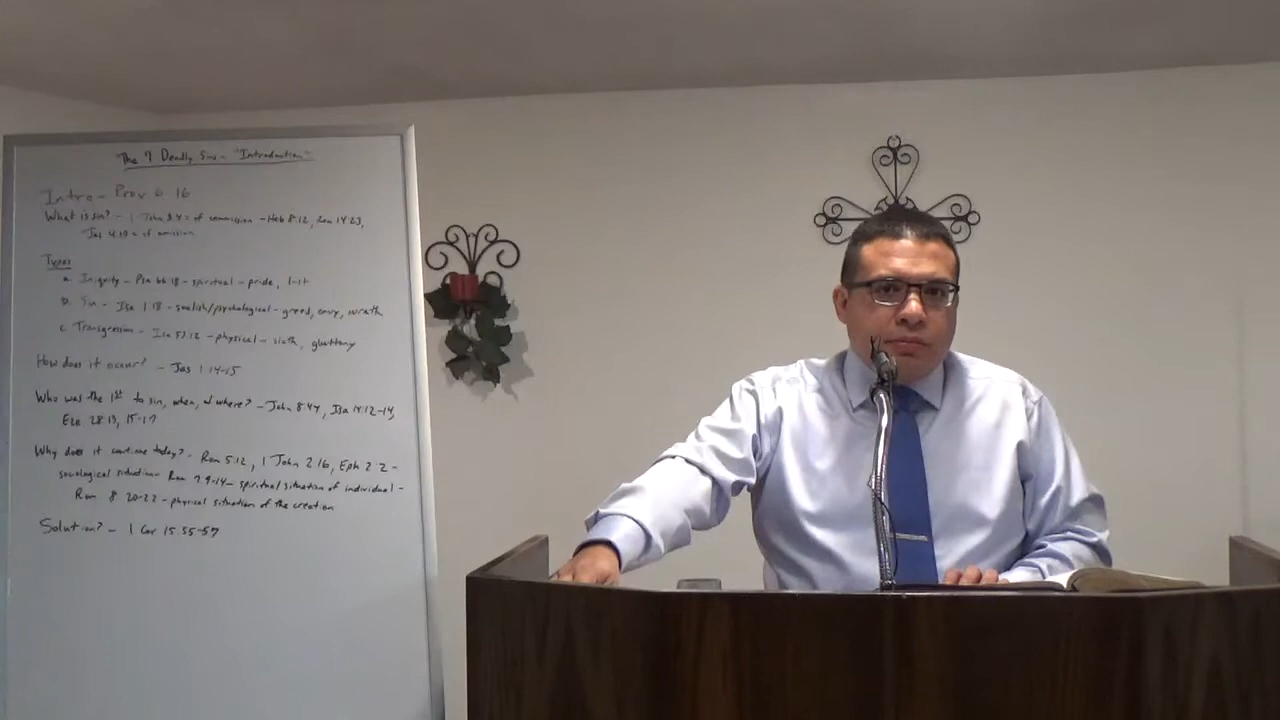 "The 7 Deadly Sins - "Introduction"
Intro - Prov 6 16
What is sin? - 1 John 3:4 = of commission - Heb 8:12, Rom 14:23,
Jas 4:17 = of omission
Types
a. Iniquity - Psa 66:18 - spiritual - pride, lust
b. Sin - Isa 1:18 - soulish/psychological - greed, envy, wrath
c. Transgression - Isa 53:12 - physical - sloth, gluttony
How does it occur? - Jas 1:14-15
Who was the 1st to sin, when, & where? - John 8:44, Isa 14:12-14,
Eze 28:13, 15-17
Why does it continue today? - Rom 5:12, 1 John 2:16, Eph 2:2 -
sociological situation - Rom 7:9-14 - spiritual situation of individual -
Rom 8 20-22 - physical situation of the creation
Solution? - 1 Cor 15:55-57